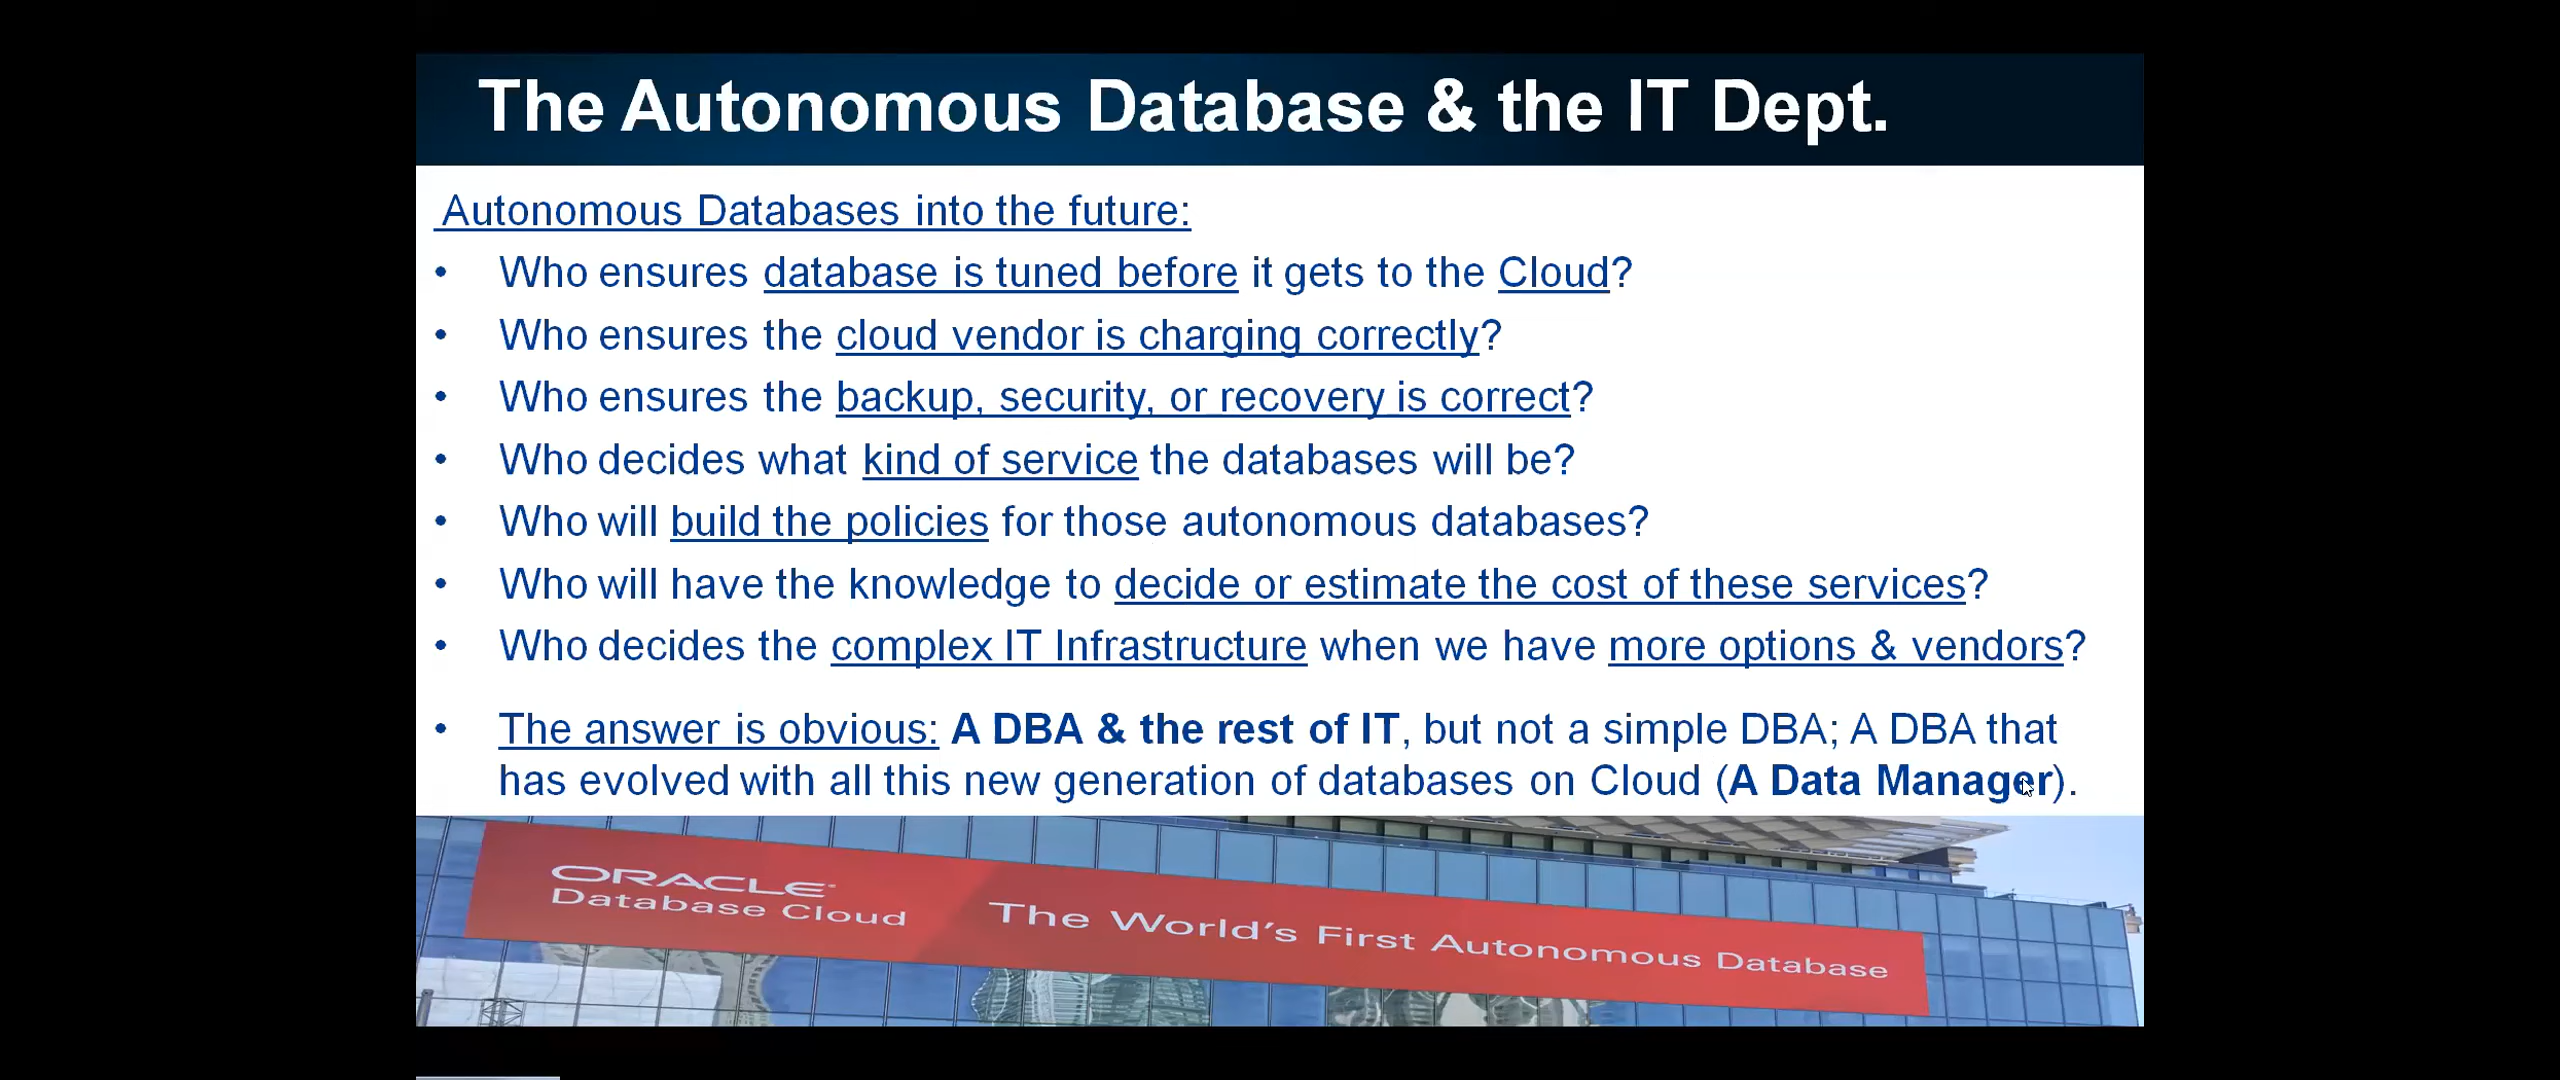 The Autonomous Database & the IT Dept.
Autonomous Databases into the future:
• Who ensures database is tuned before it gets to the Cloud?
• Who ensures the cloud vendor is charging correctly?
• Who ensures the backup, security, or recovery is correct?
• Who decides what kind of service the databases will be?
• Who will build the policies for those autonomous databases?
• Who will have the knowledge to decide or estimate the cost of these services?
• Who decides the complex IT Infrastructure when we have more options & vendors?
• The answer is obvious: A DBA & the rest of IT, but not a simple DBA; A DBA that
has evolved with all this new generation of databases on Cloud (A Data Manager).
ORACLE
Database Cloud
The World's First Autonomous Database